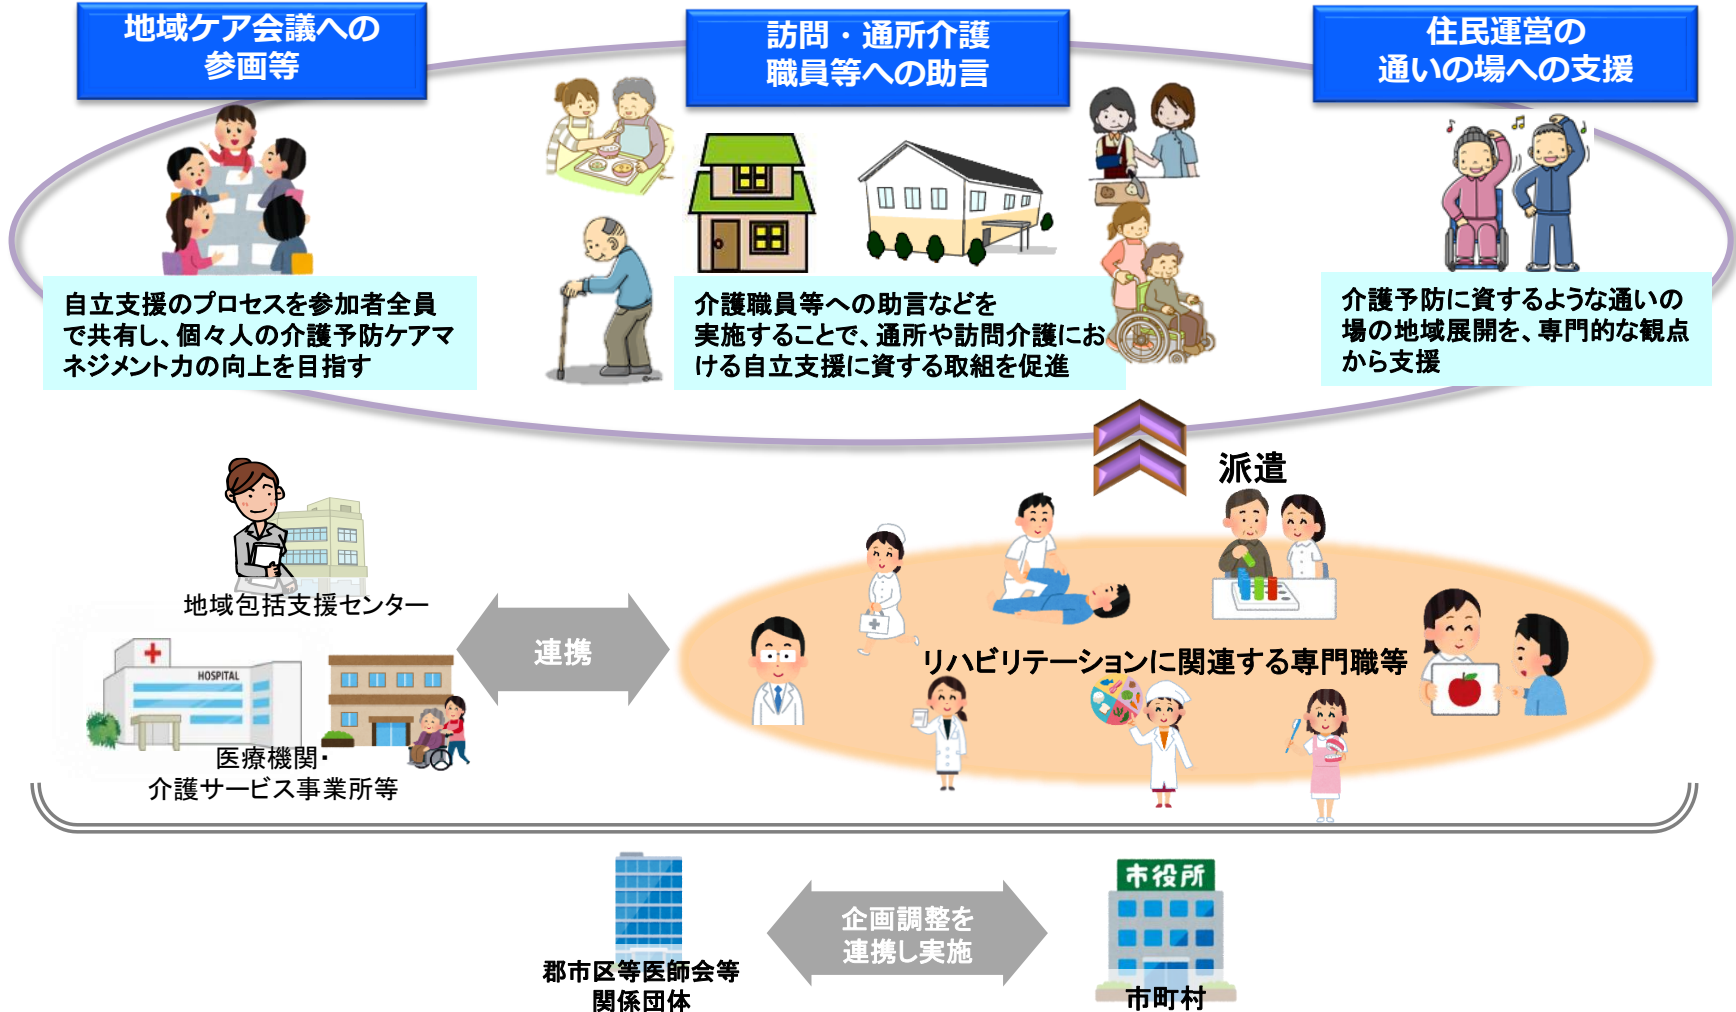 地域ケア会議への
参画等
訪問・通所介護
職員等への助言
住民運営の
通いの場への支援
自立支援のプロセスを参加者全員
で共有し、個々人の介護予防ケアマ
ネジメント力の向上を目指す
介護職員等への助言などを
実施することで、通所や訪問介護にお
ける自立支援に資する取組を促進
介護予防に資するような通いの
場の地域展開を、専門的な観点
から支援
派遣
地域包括支援センター
連携
リハビリテーションに関連する専門職等
HOSPITAL
医療機関・
介護サービス事業所等
市役所
企画調整を
連携し実施
郡市区等医師会等
関係団体
市町村